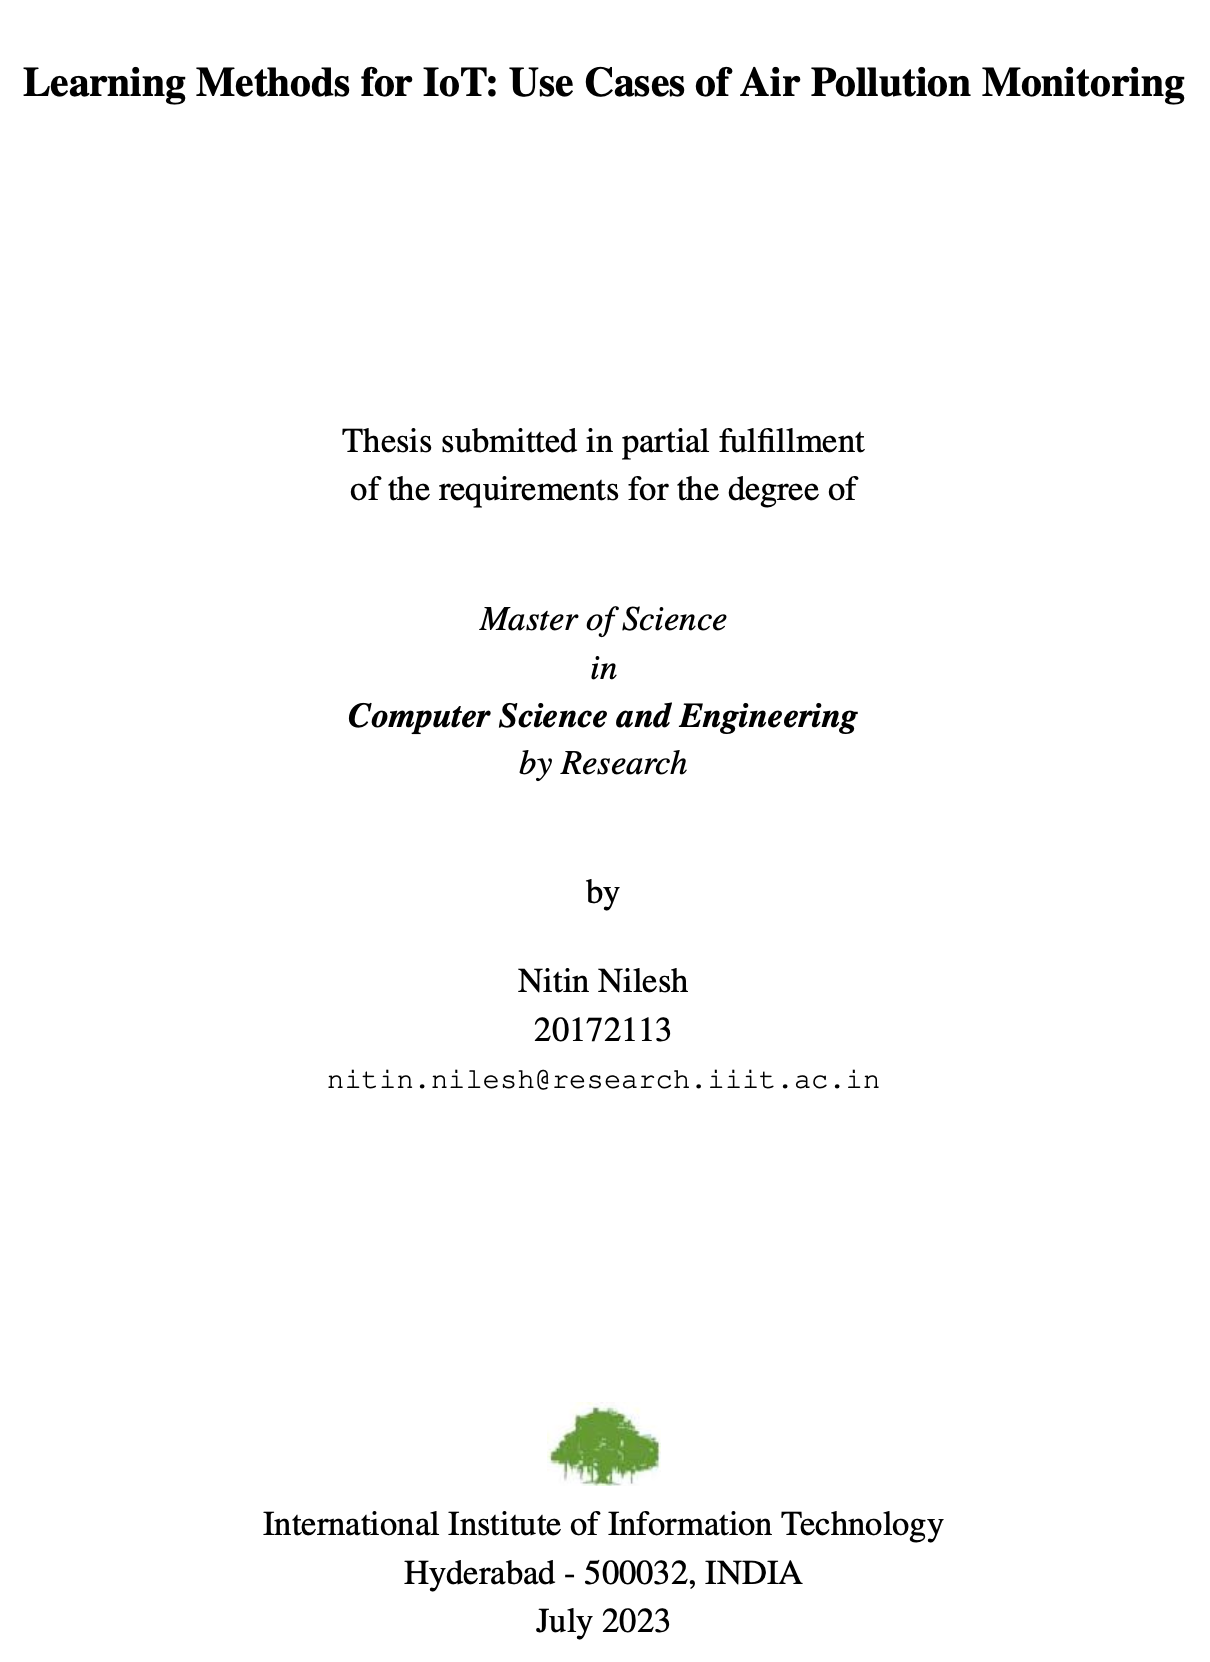 Learning Methods for IoT: Use Cases of Air Pollution Monitoring
Thesis submitted in partial fulfillment
of the requirements for the degree of
Master of Science
in
Computer Science and Engineering
by Research
by
Nitin Nilesh
20172113
nitin.nilesh@research.iiit.ac.in
International Institute of Information Technology
Hyderabad - 500032, INDIA
July 2023